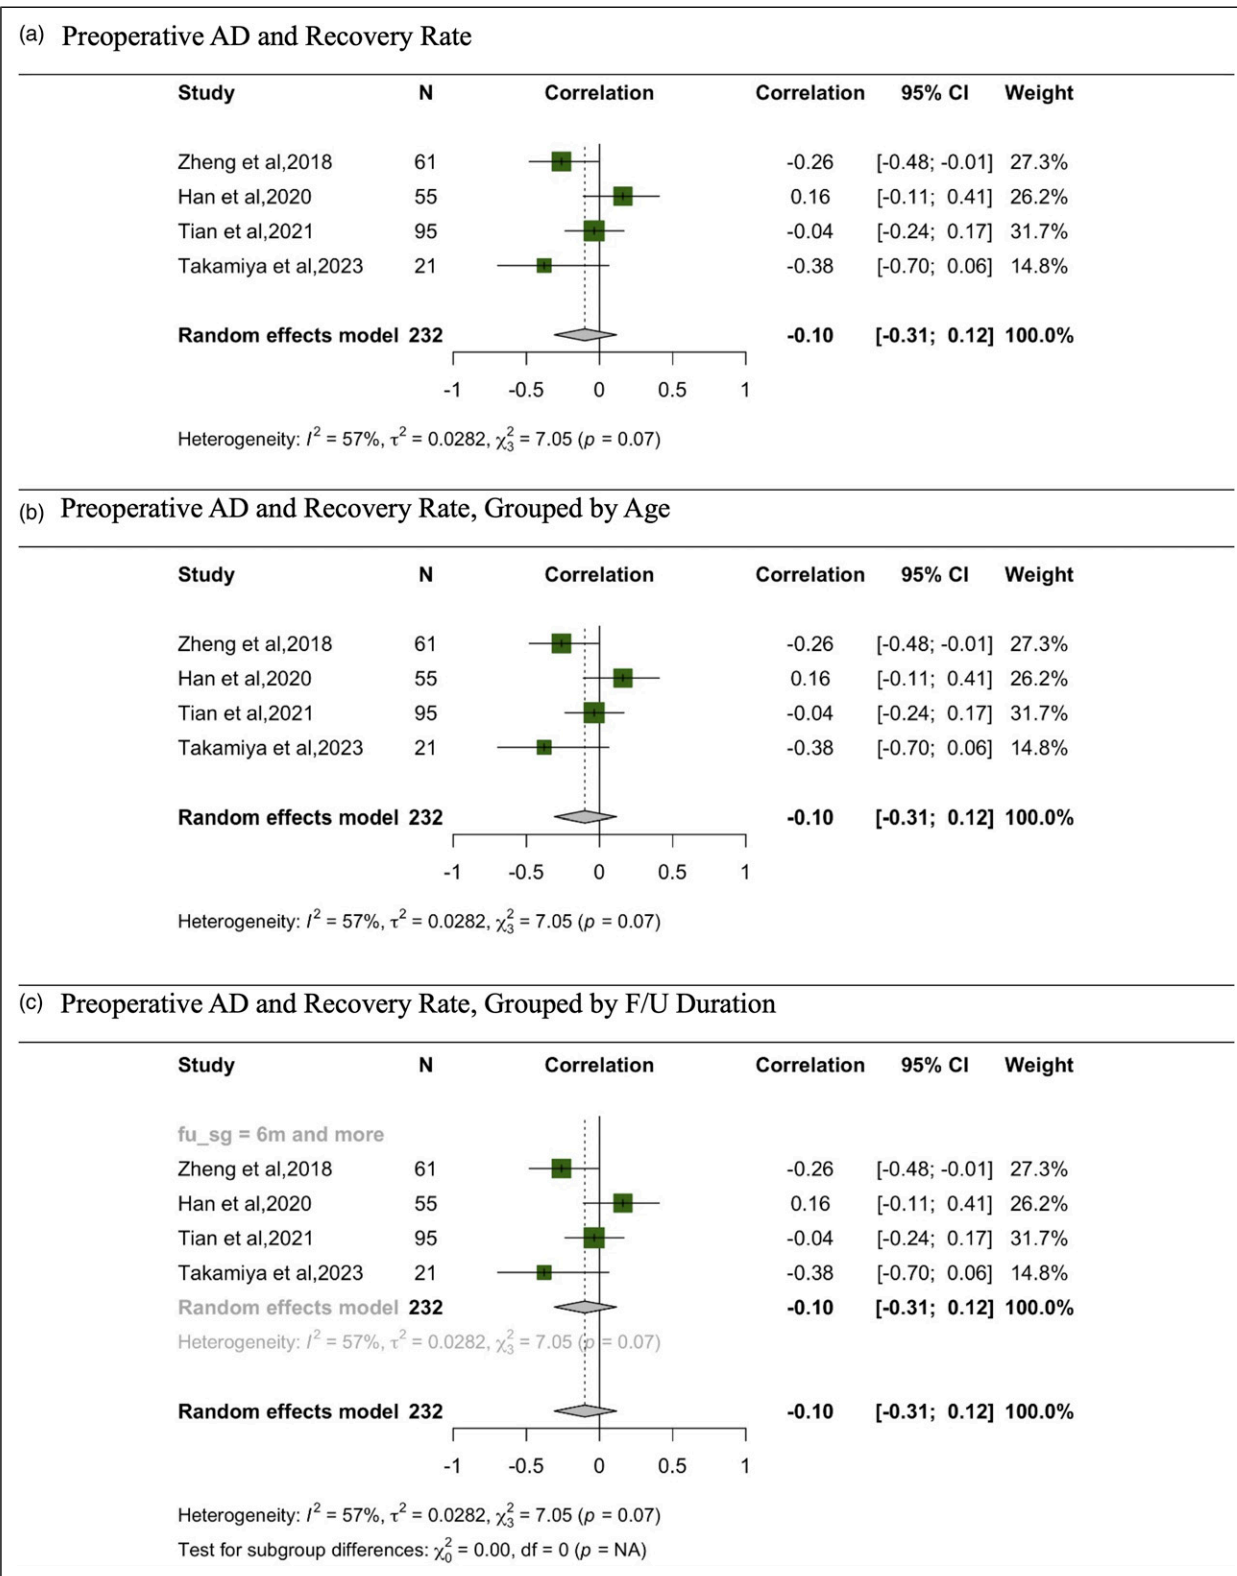 (a) Preoperative AD and Recovery Rate
Study N Correlation Correlation 95% CI Weight
Zheng et al,2018 61 -0.26 [-0.48; -0.01] 27.3%
Han et al,2020 55 0.16 [-0.11; 0.41] 26.2%
Tian et al,2021 95 -0.04 [-0.24; 0.17] 31.7%
Takamiya et al,2023 21 -0.38 [-0.70; 0.06] 14.8%
Random effects model 232 -0.10 [-0.31; 0.12] 100.0%
-1 -0.5 0 0.5 1
Heterogeneity: I² = 57%, τ² = 0.0282, χ²₃ = 7.05 (p = 0.07)
(b) Preoperative AD and Recovery Rate, Grouped by Age
Study N Correlation Correlation 95% CI Weight
Zheng et al,2018 61 -0.26 [-0.48; -0.01] 27.3%
Han et al,2020 55 0.16 [-0.11; 0.41] 26.2%
Tian et al,2021 95 -0.04 [-0.24; 0.17] 31.7%
Takamiya et al,2023 21 -0.38 [-0.70; 0.06] 14.8%
Random effects model 232 -0.10 [-0.31; 0.12] 100.0%
-1 -0.5 0 0.5 1
Heterogeneity: I² = 57%, τ² = 0.0282, χ²₃ = 7.05 (p = 0.07)
(c) Preoperative AD and Recovery Rate, Grouped by F/U Duration
Study N Correlation Correlation 95% CI Weight
fu_sg = 6m and more
Zheng et al,2018 61 -0.26 [-0.48; -0.01] 27.3%
Han et al,2020 55 0.16 [-0.11; 0.41] 26.2%
Tian et al,2021 95 -0.04 [-0.24; 0.17] 31.7%
Takamiya et al,2023 21 -0.38 [-0.70; 0.06] 14.8%
Random effects model 232 -0.10 [-0.31; 0.12] 100.0%
Heterogeneity: I² = 57%, τ² = 0.0282, χ²₃ = 7.05 (p = 0.07)
Random effects model 232 -0.10 [-0.31; 0.12] 100.0%
-1 -0.5 0 0.5 1
Heterogeneity: I² = 57%, τ² = 0.0282, χ²₃ = 7.05 (p = 0.07)
Test for subgroup differences: χ²₀ = 0.00, df = 0 (p = NA)